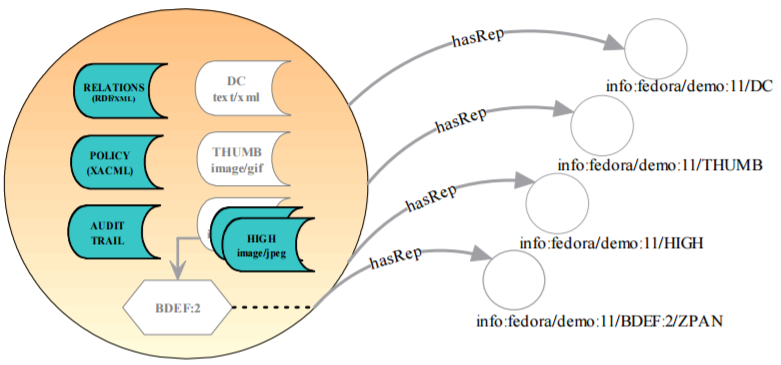 RELATIONS
(RDF/XML)
DC
tex t/x ml
POLICY
(XACML)
THUMB
image/gif
AUDIT
TRAIL
HIGH
image/jpeg
BDEF:2
hasRep
info:fedora/demo:11/DC
hasRep
info:fedora/demo:11/THUMB
hasRep
info:fedora/demo:11/HIGH
hasRep
info:fedora/demo:11/BDEF:2/ZPAN